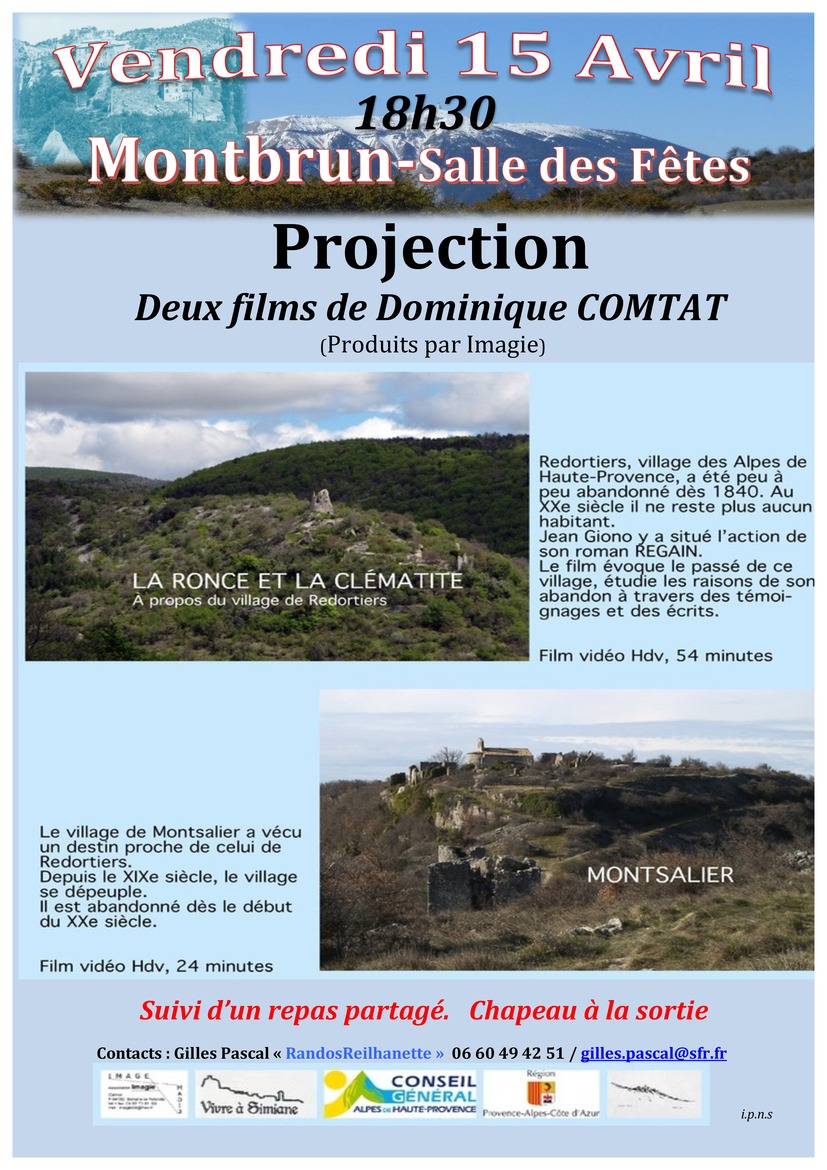 Vendredi 15 Avril
18h30
Montbrun-Salle des Fêtes
Projection
Deux films de Dominique COMTAT
(Produits par Imagie)
LA RONCE ET LA CLÉMATITE
À propos du village de Redortiers
Redortiers, village des Alpes de
Haute-Provence, a été peu à
peu abandonné dès 1840. Au
XXe siècle il ne reste plus aucun
habitant.
Jean Giono y a situé l'action de
son roman REGAIN.
Le film évoque le passé de ce
village, étudie les raisons de son
abandon à travers des témoi-
gnages et des écrits.
Film vidéo Hdv, 54 minutes
MONTSALIER
Le village de Montsalier a vécu
un destin proche de celui de
Redortiers.
Depuis le XIXe siècle, le village
se dépeuple.
Il est abandonné dès le début
du XXe siècle.
Film vidéo Hdv, 24 minutes
Suivi d'un repas partagé. Chapeau à la sortie
Contacts : Gilles Pascal « RandosReilhanette » 06 60 49 42 51 / gilles.pascal@sfr.fr
IMAGE
Imagie
Vivre à Simiane
CONSEIL
GÉNÉRAL
ALPES DE HAUTE-PROVENCE
Région
Provence-Alpes-Côte d'Azur
i.p.n.s